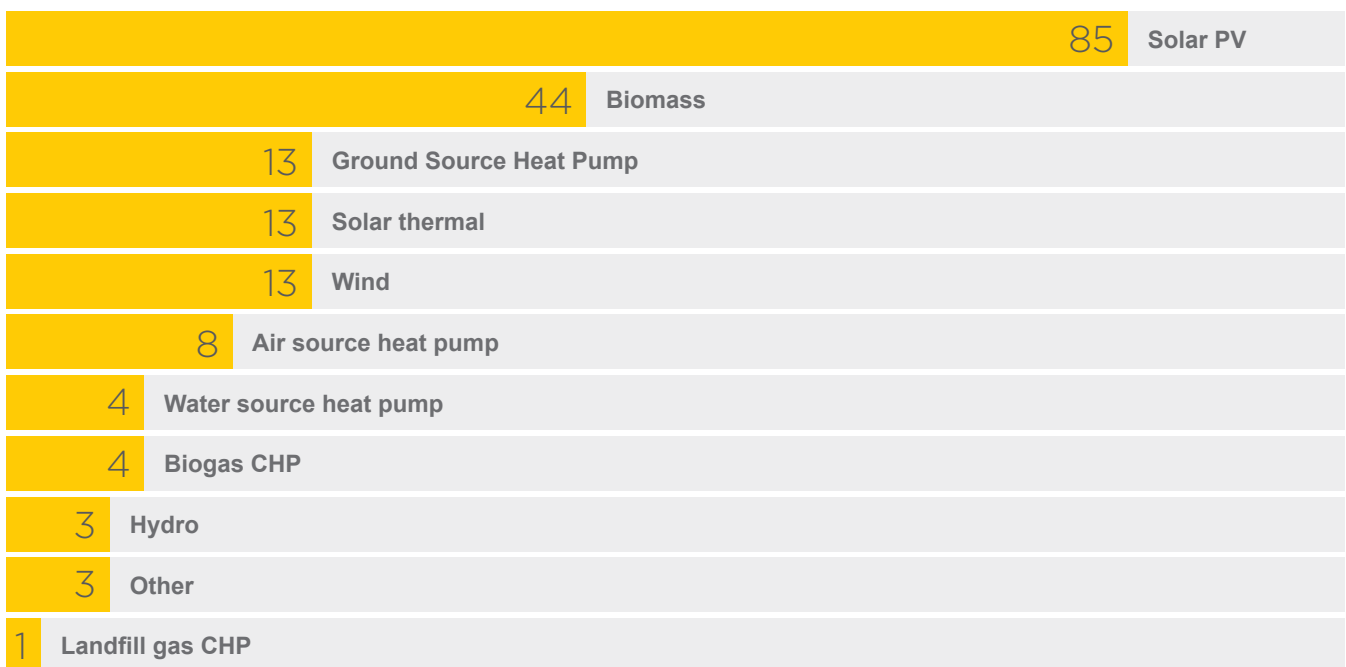 85 Solar PV
44 Biomass
13 Ground Source Heat Pump
13 Solar thermal
13 Wind
8 Air source heat pump
4 Water source heat pump
4 Biogas CHP
3 Hydro
3 Other
1 Landfill gas CHP